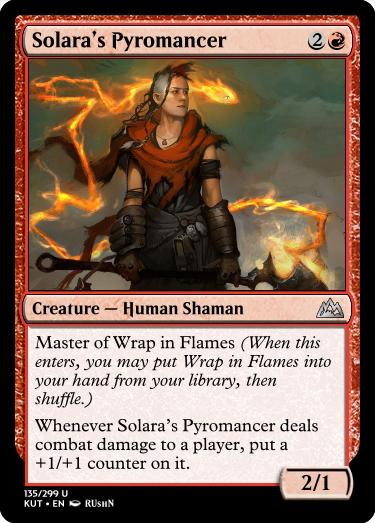 Solara's Pyromancer 2
Creature — Human Shaman
Master of Wrap in Flames (When this
enters, you may put Wrap in Flames into
your hand from your library, then
shuffle.)
Whenever Solara's Pyromancer deals
combat damage to a player, put a
+1/+1 counter on it.
2/1
135/299 U
KUT • EN RUSHN